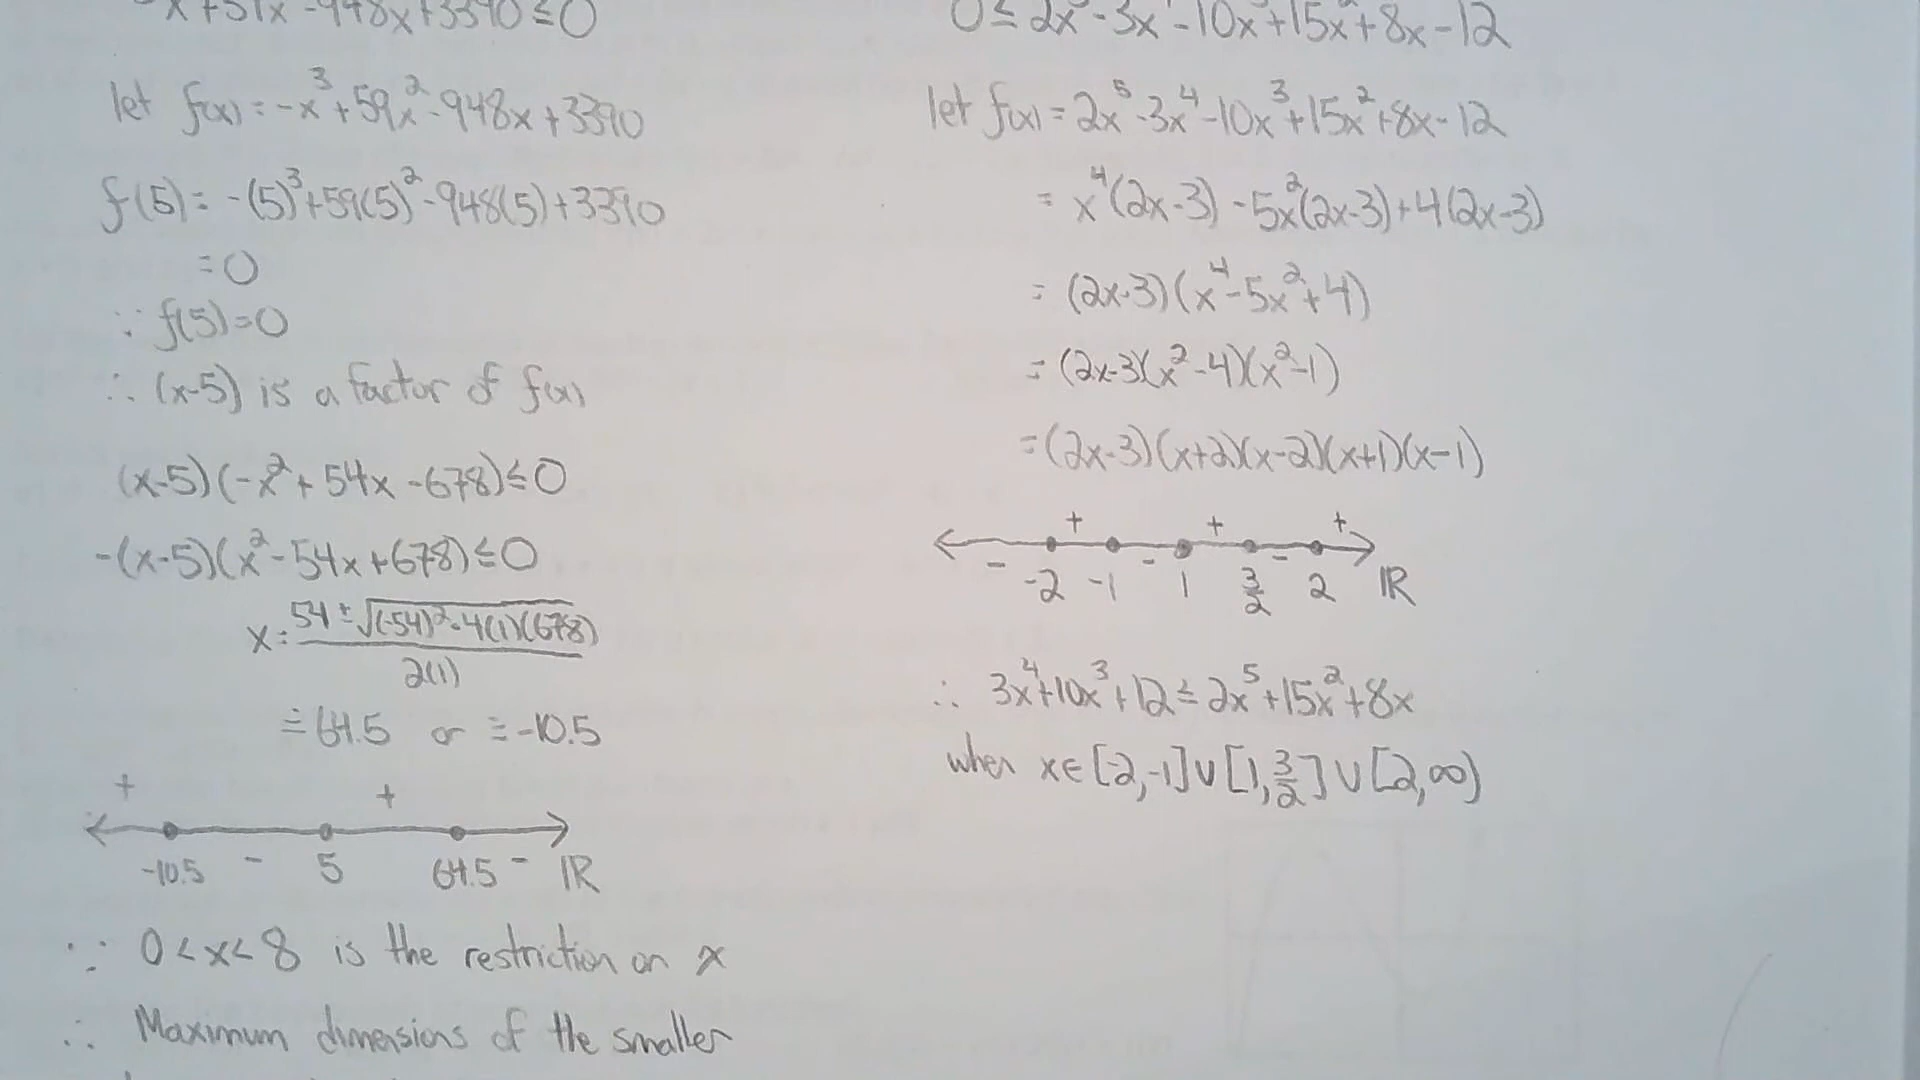 -x³+59x²-948x+3390≤0
let f(x)=-x³+59x²-948x+3390
f(5)=-(5)³+59(5)²-948(5)+3390
=0
∵ f(5)=0
∴ (x-5) is a factor of f(x)
(x-5)(-x²+54x-678)≤0
-(x-5)(x²-54x+678)≤0
x=54±√(-54)²-4(1)(678)
2(1)
≐64.5 or ≐-10.5
+ +
-10.5 - 5 64.5 - ℝ
∵ 0<x<8 is the restriction on x
∴ Maximum dimensions of the smaller
0≤2x⁵-3x⁴-10x³+15x²+8x-12
let f(x)=2x⁵-3x⁴-10x³+15x²+8x-12
=x⁴(2x-3)-5x²(2x-3)+4(2x-3)
=(2x-3)(x⁴-5x²+4)
=(2x-3)(x²-4)(x²-1)
=(2x-3)(x+2)(x-2)(x+1)(x-1)
+ + +
- -2 -1 - 1 3/2 - 2 ℝ
∴ 3x⁴+10x³+12≤2x⁵+15x²+8x
when x∈[-2,-1]∪[1,3/2]∪[2,∞)